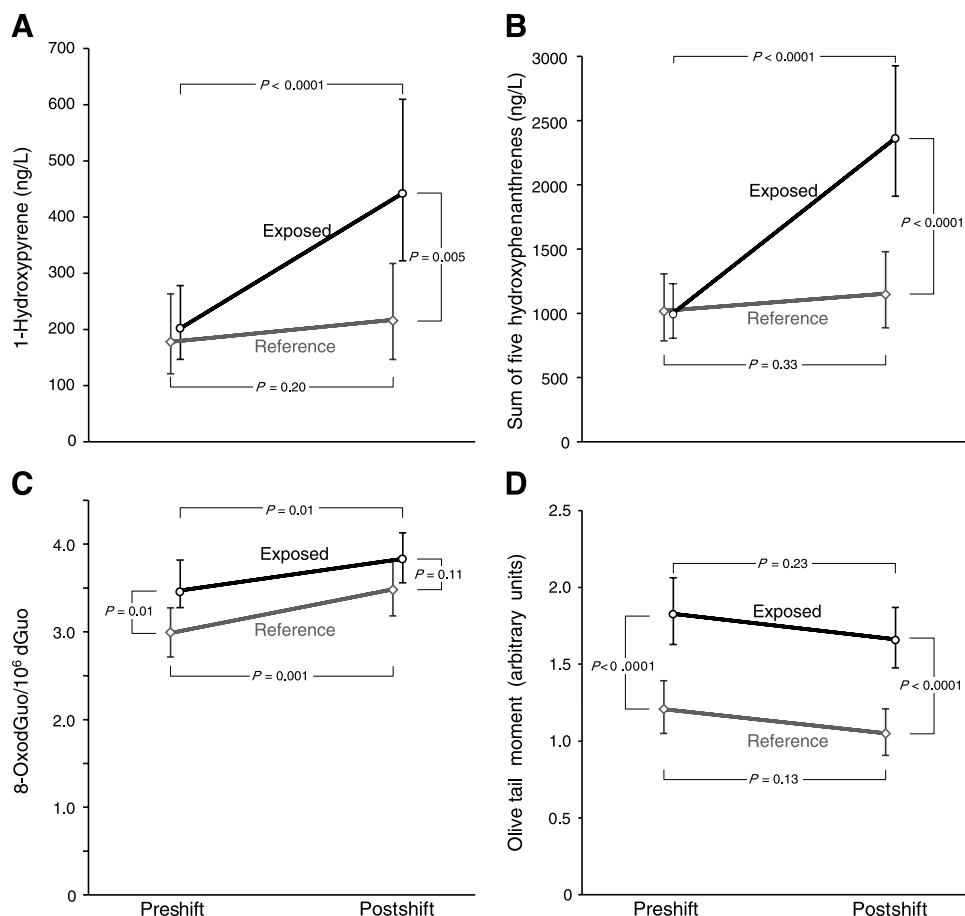 A
1-Hydroxypyrene (ng/L)
700
600
500
400
300
200
100
0
P < 0.0001
Exposed
P = 0.005
Reference
P = 0.20
B
Sum of five hydroxyphenanthrenes (ng/L)
3000
2500
2000
1500
1000
500
0
P < 0.0001
Exposed
P < 0.0001
Reference
P = 0.33
C
8-OxodGuo/10⁶ dGuo
4.0
3.0
2.0
1.0
0
P = 0.01
Exposed
P = 0.11
P = 0.01
Reference
P = 0.001
Preshift
Postshift
D
Olive tail moment (arbitrary units)
2.5
2.0
1.5
1.0
0.5
0
P = 0.23
Exposed
P<0 .0001
P < 0.0001
Reference
P = 0.13
Preshift
Postshift